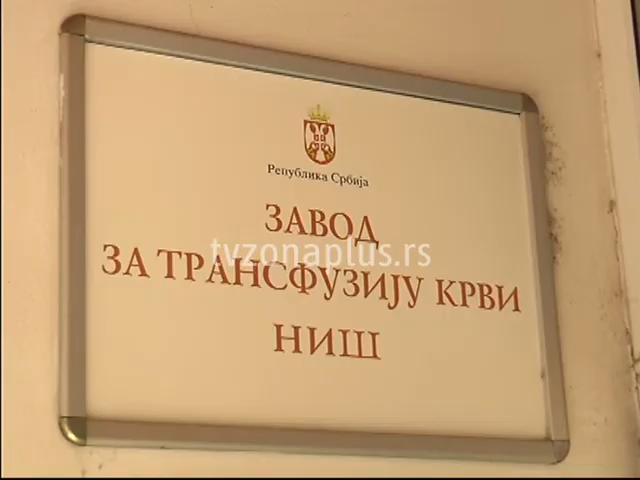 Република Србија
ЗАВОД
tvzonaplus.rs
ЗА ТРАНСФУЗИЈУ КРВИ
НИШ